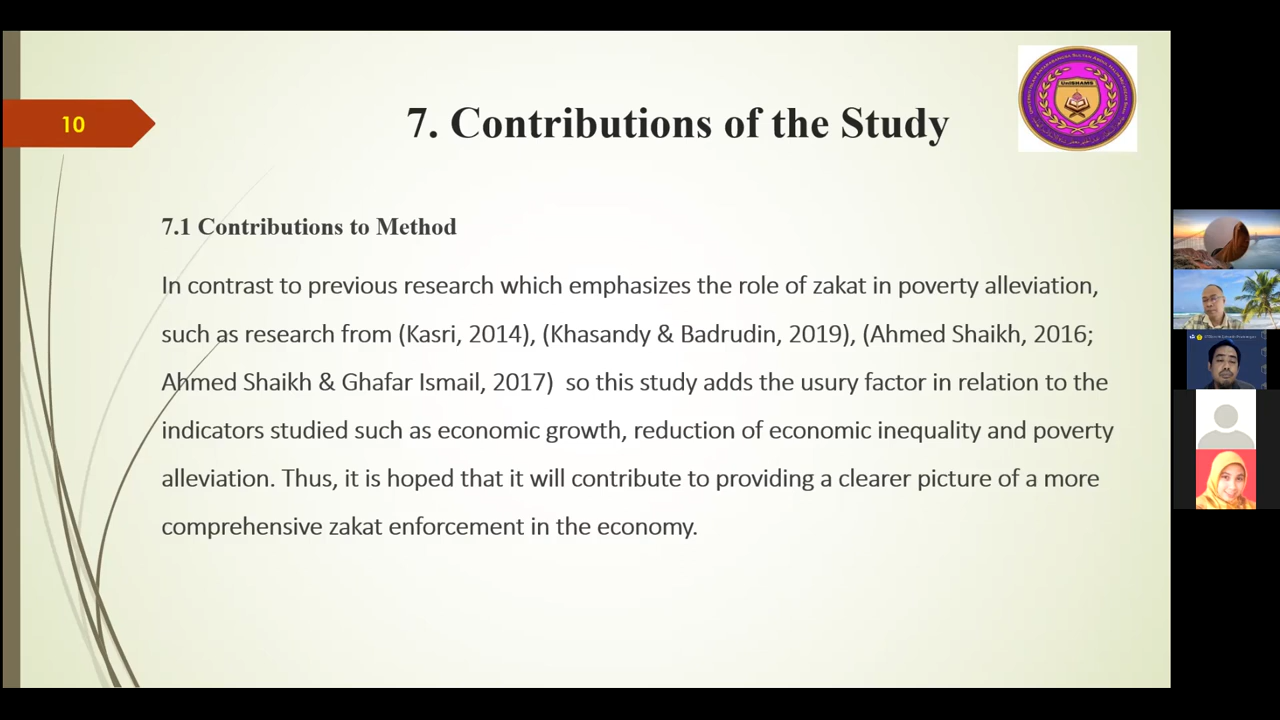 10
7. Contributions of the Study
UniSHAMS
7.1 Contributions to Method
In contrast to previous research which emphasizes the role of zakat in poverty alleviation,
such as research from (Kasri, 2014), (Khasandy & Badrudin, 2019), (Ahmed Shaikh, 2016;
Ahmed Shaikh & Ghafar Ismail, 2017)  so this study adds the usury factor in relation to the
indicators studied such as economic growth, reduction of economic inequality and poverty
alleviation. Thus, it is hoped that it will contribute to providing a clearer picture of a more
comprehensive zakat enforcement in the economy.